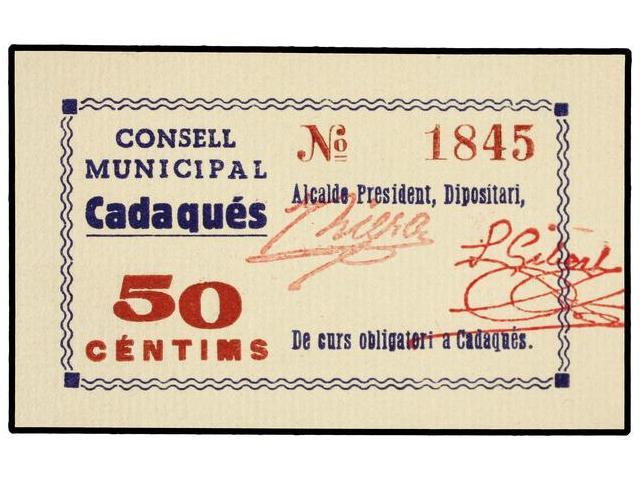 CONSELL
MUNICIPAL
Cadaqués
50
CÉNTIMS
Nº 1845
Alcalde President, Dipositari,
De curs obligatori a Cadaqués.